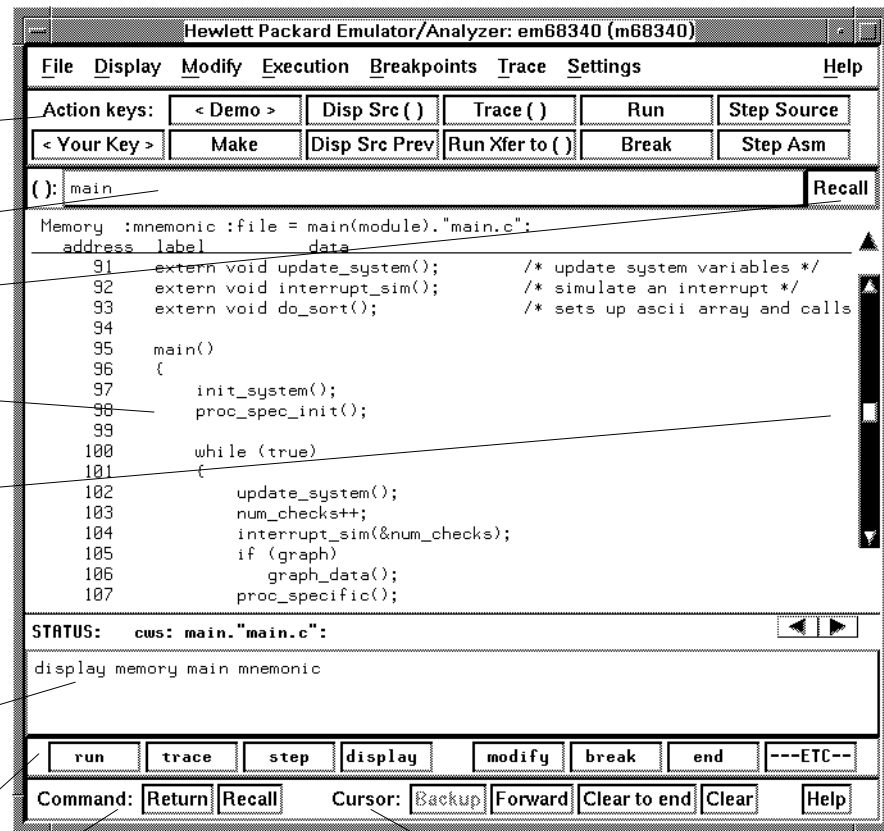 Hewlett Packard Emulator/Analyzer: em68340 (m68340)
File Display Modify Execution Breakpoints Trace Settings Help
Action keys: < Demo > Disp Src ( ) Trace ( ) Run Step Source
< Your Key > Make Disp Src Prev Run Xfer to ( ) Break Step Asm
( ): main Recall
Memory :mnemonic :file = main(module)."main.c":
address label data
91 extern void update_system(); /* update system variables */
92 extern void interrupt_sim(); /* simulate an interrupt */
93 extern void do_sort(); /* sets up ascii array and calls
94
95 main()
96 {
97 init_system();
98 proc_spec_init();
99
100 while (true)
101 {
102 update_system();
103 num_checks++;
104 interrupt_sim(&num_checks);
105 if (graph)
106 graph_data();
107 proc_specific();
STATUS: cws: main."main.c":
display memory main mnemonic
run trace step display modify break end ---ETC--
Command: Return Recall Cursor: Backup Forward Clear to end Clear Help